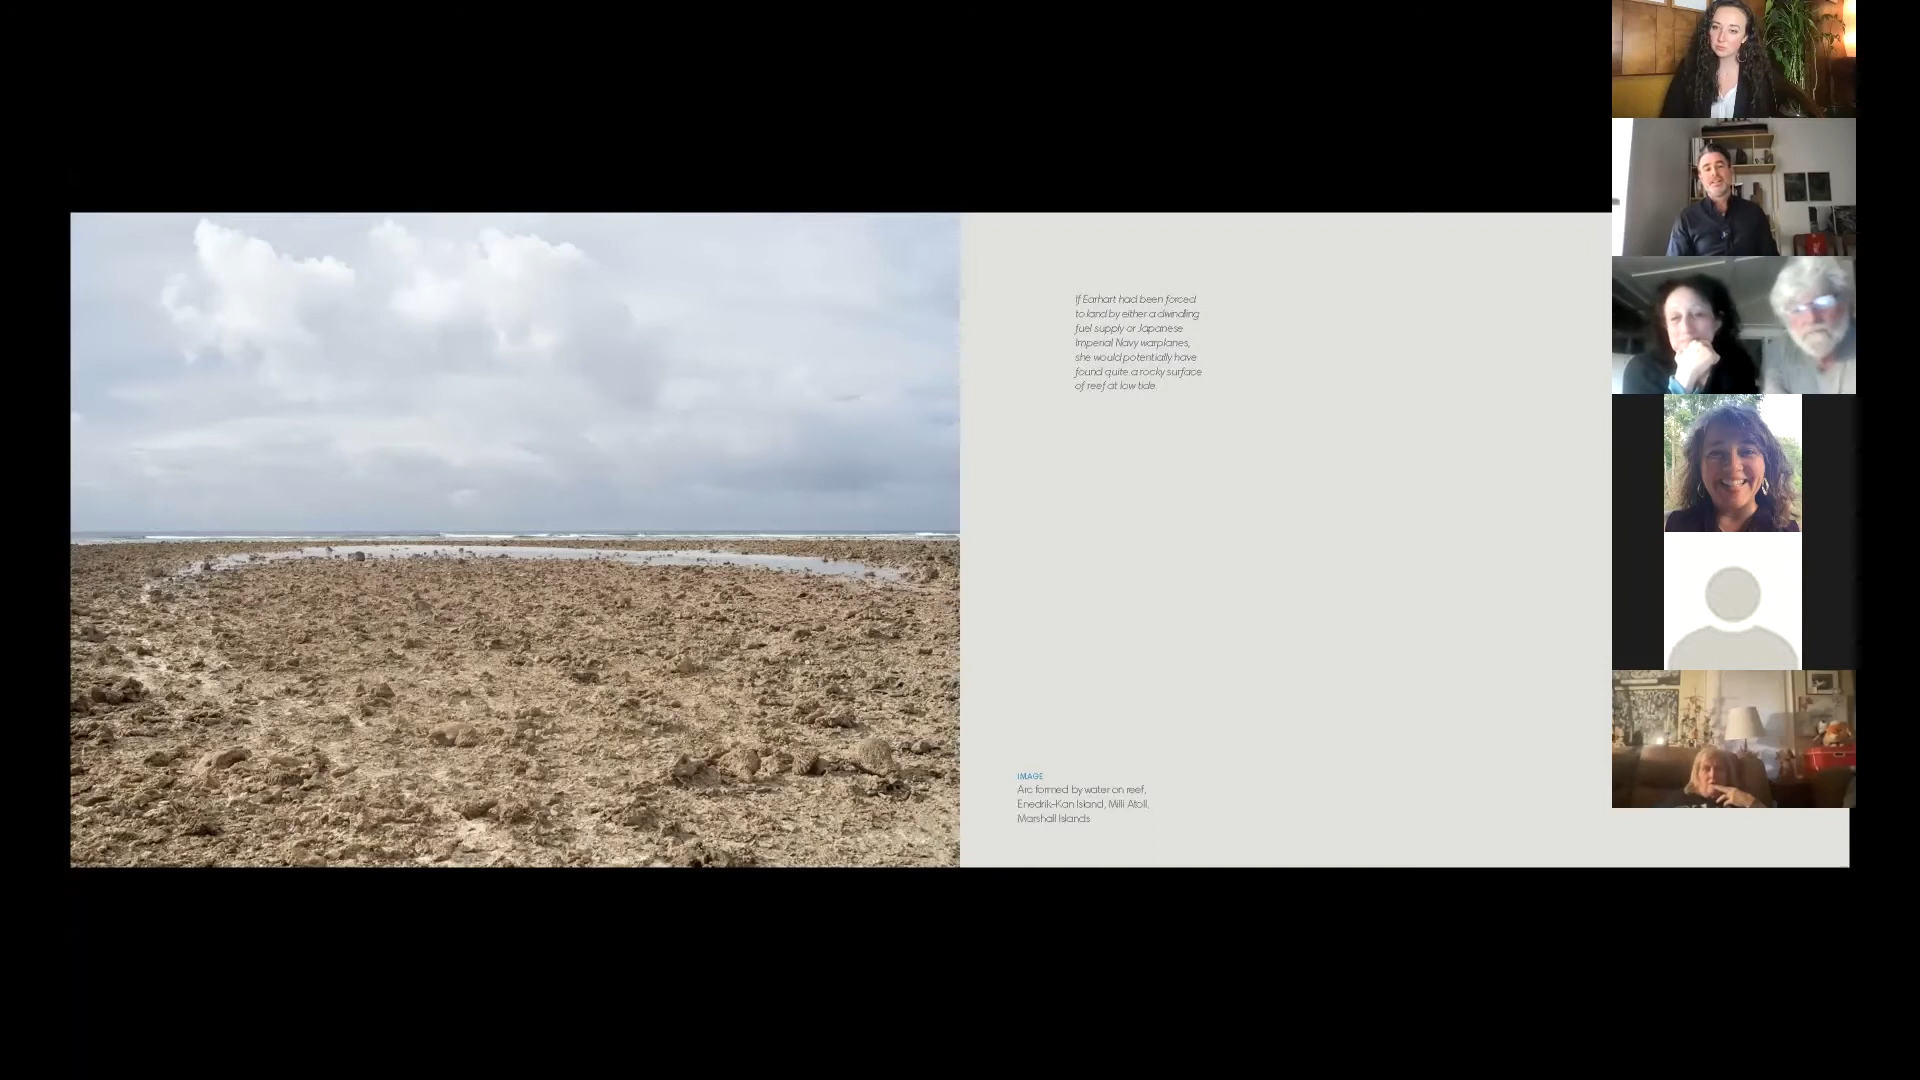 If Earhart had been forced
to land by either a dwindling
fuel supply or Japanese
Imperial Navy warplanes,
she would potentially have
found quite a rocky surface
of reef at low tide.
IMAGE
Arc formed by water on reef,
Enedrik-Kan Island, Milli Atoll,
Marshall Islands